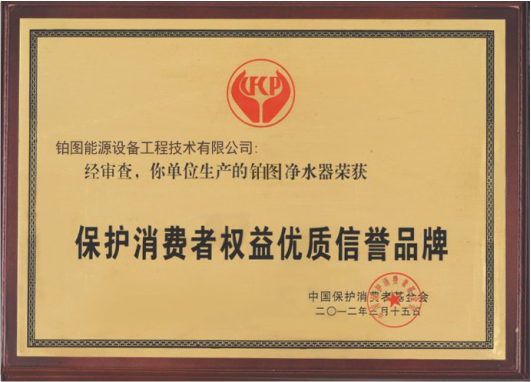 CFCP
铂图能源设备工程技术有限公司：
经审查，你单位生产的铂图净水器荣获
保护消费者权益优质信誉品牌
中国保护消费者基金会
二〇一二年三月十五日